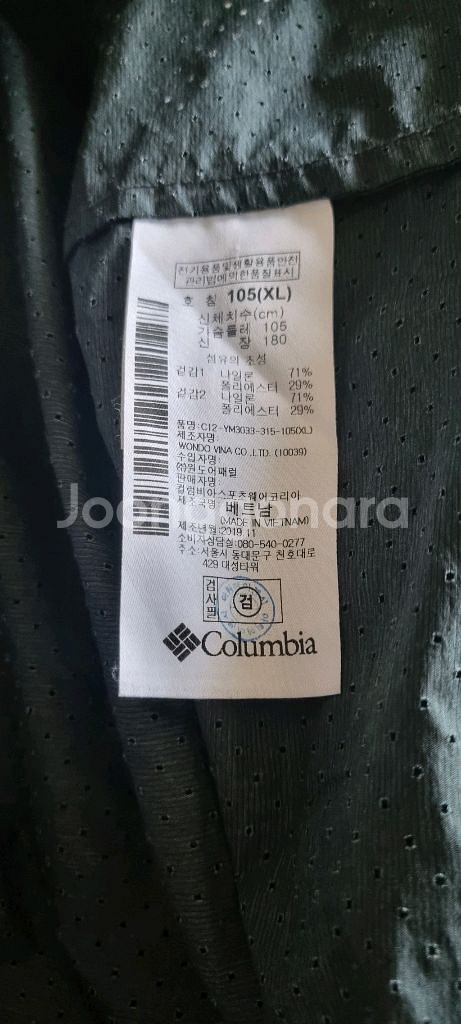 전기용품및생활용품안전
관리법에의한품질표시
호 칭 105(XL)
신체치수(cm)
가슴둘레 105
신 장 180
섬유의 조성
겉감1 나일론 71%
폴리에스터 29%
겉감2 나일론 71%
폴리에스터 29%
품명:C12-YM3033-315-105(XL)
제조자명:
WONDO VINA CO.,LTD. (10039)
수입자명:
㈜원도어패럴
판매자명:
컬럼비아스포츠웨어코리아
제조국명: 베트남
(MADE IN VIETNAM)
제조년월:2019.11
소비자상담실:080-540-0277
주소:서울시 동대문구 천호대로
429 대성타워
검사필
검
Columbia